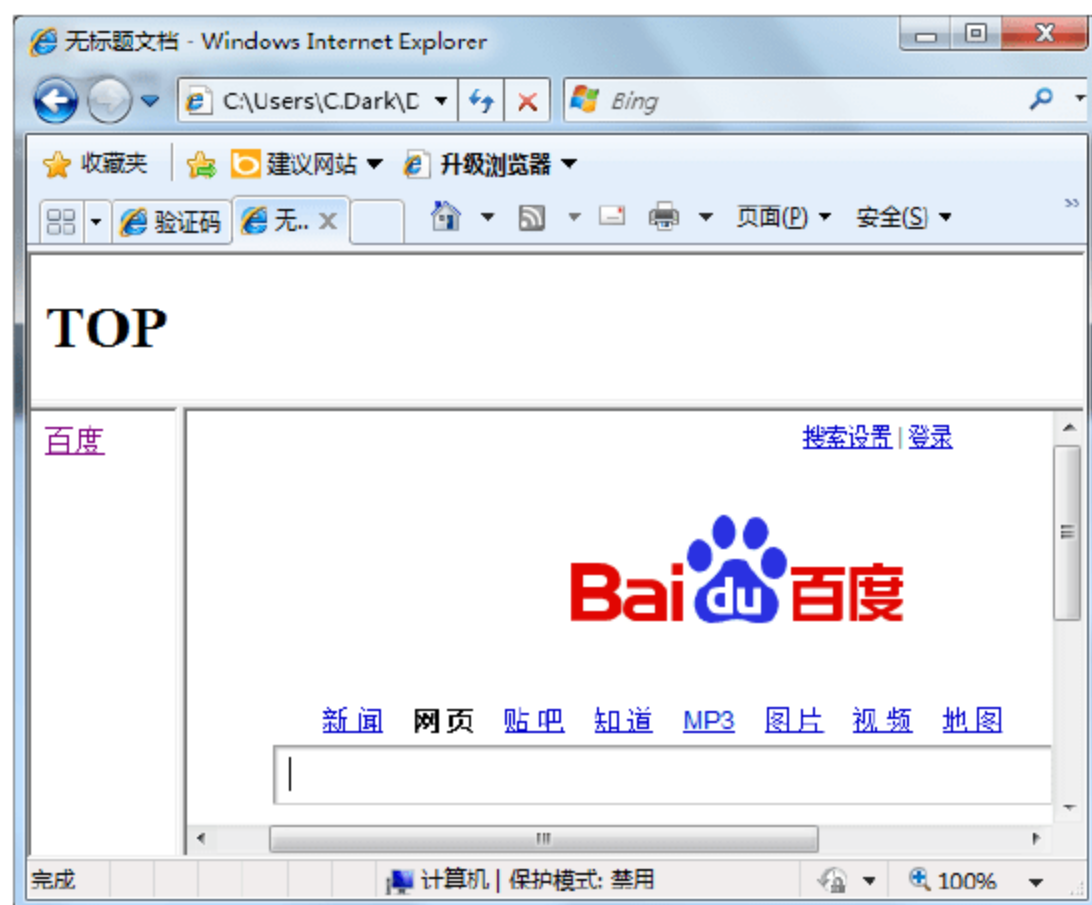 无标题文档 - Windows Internet Explorer
C:\Users\C.Dark\D Bing
收藏夹 建议网站 升级浏览器
验证码 无.. 页面(P) 安全(S) »
TOP
百度 搜索设置 | 登录
Bai du 百度
新闻 网页 贴吧 知道 MP3 图片 视频 地图
完成 计算机 | 保护模式: 禁用 100%